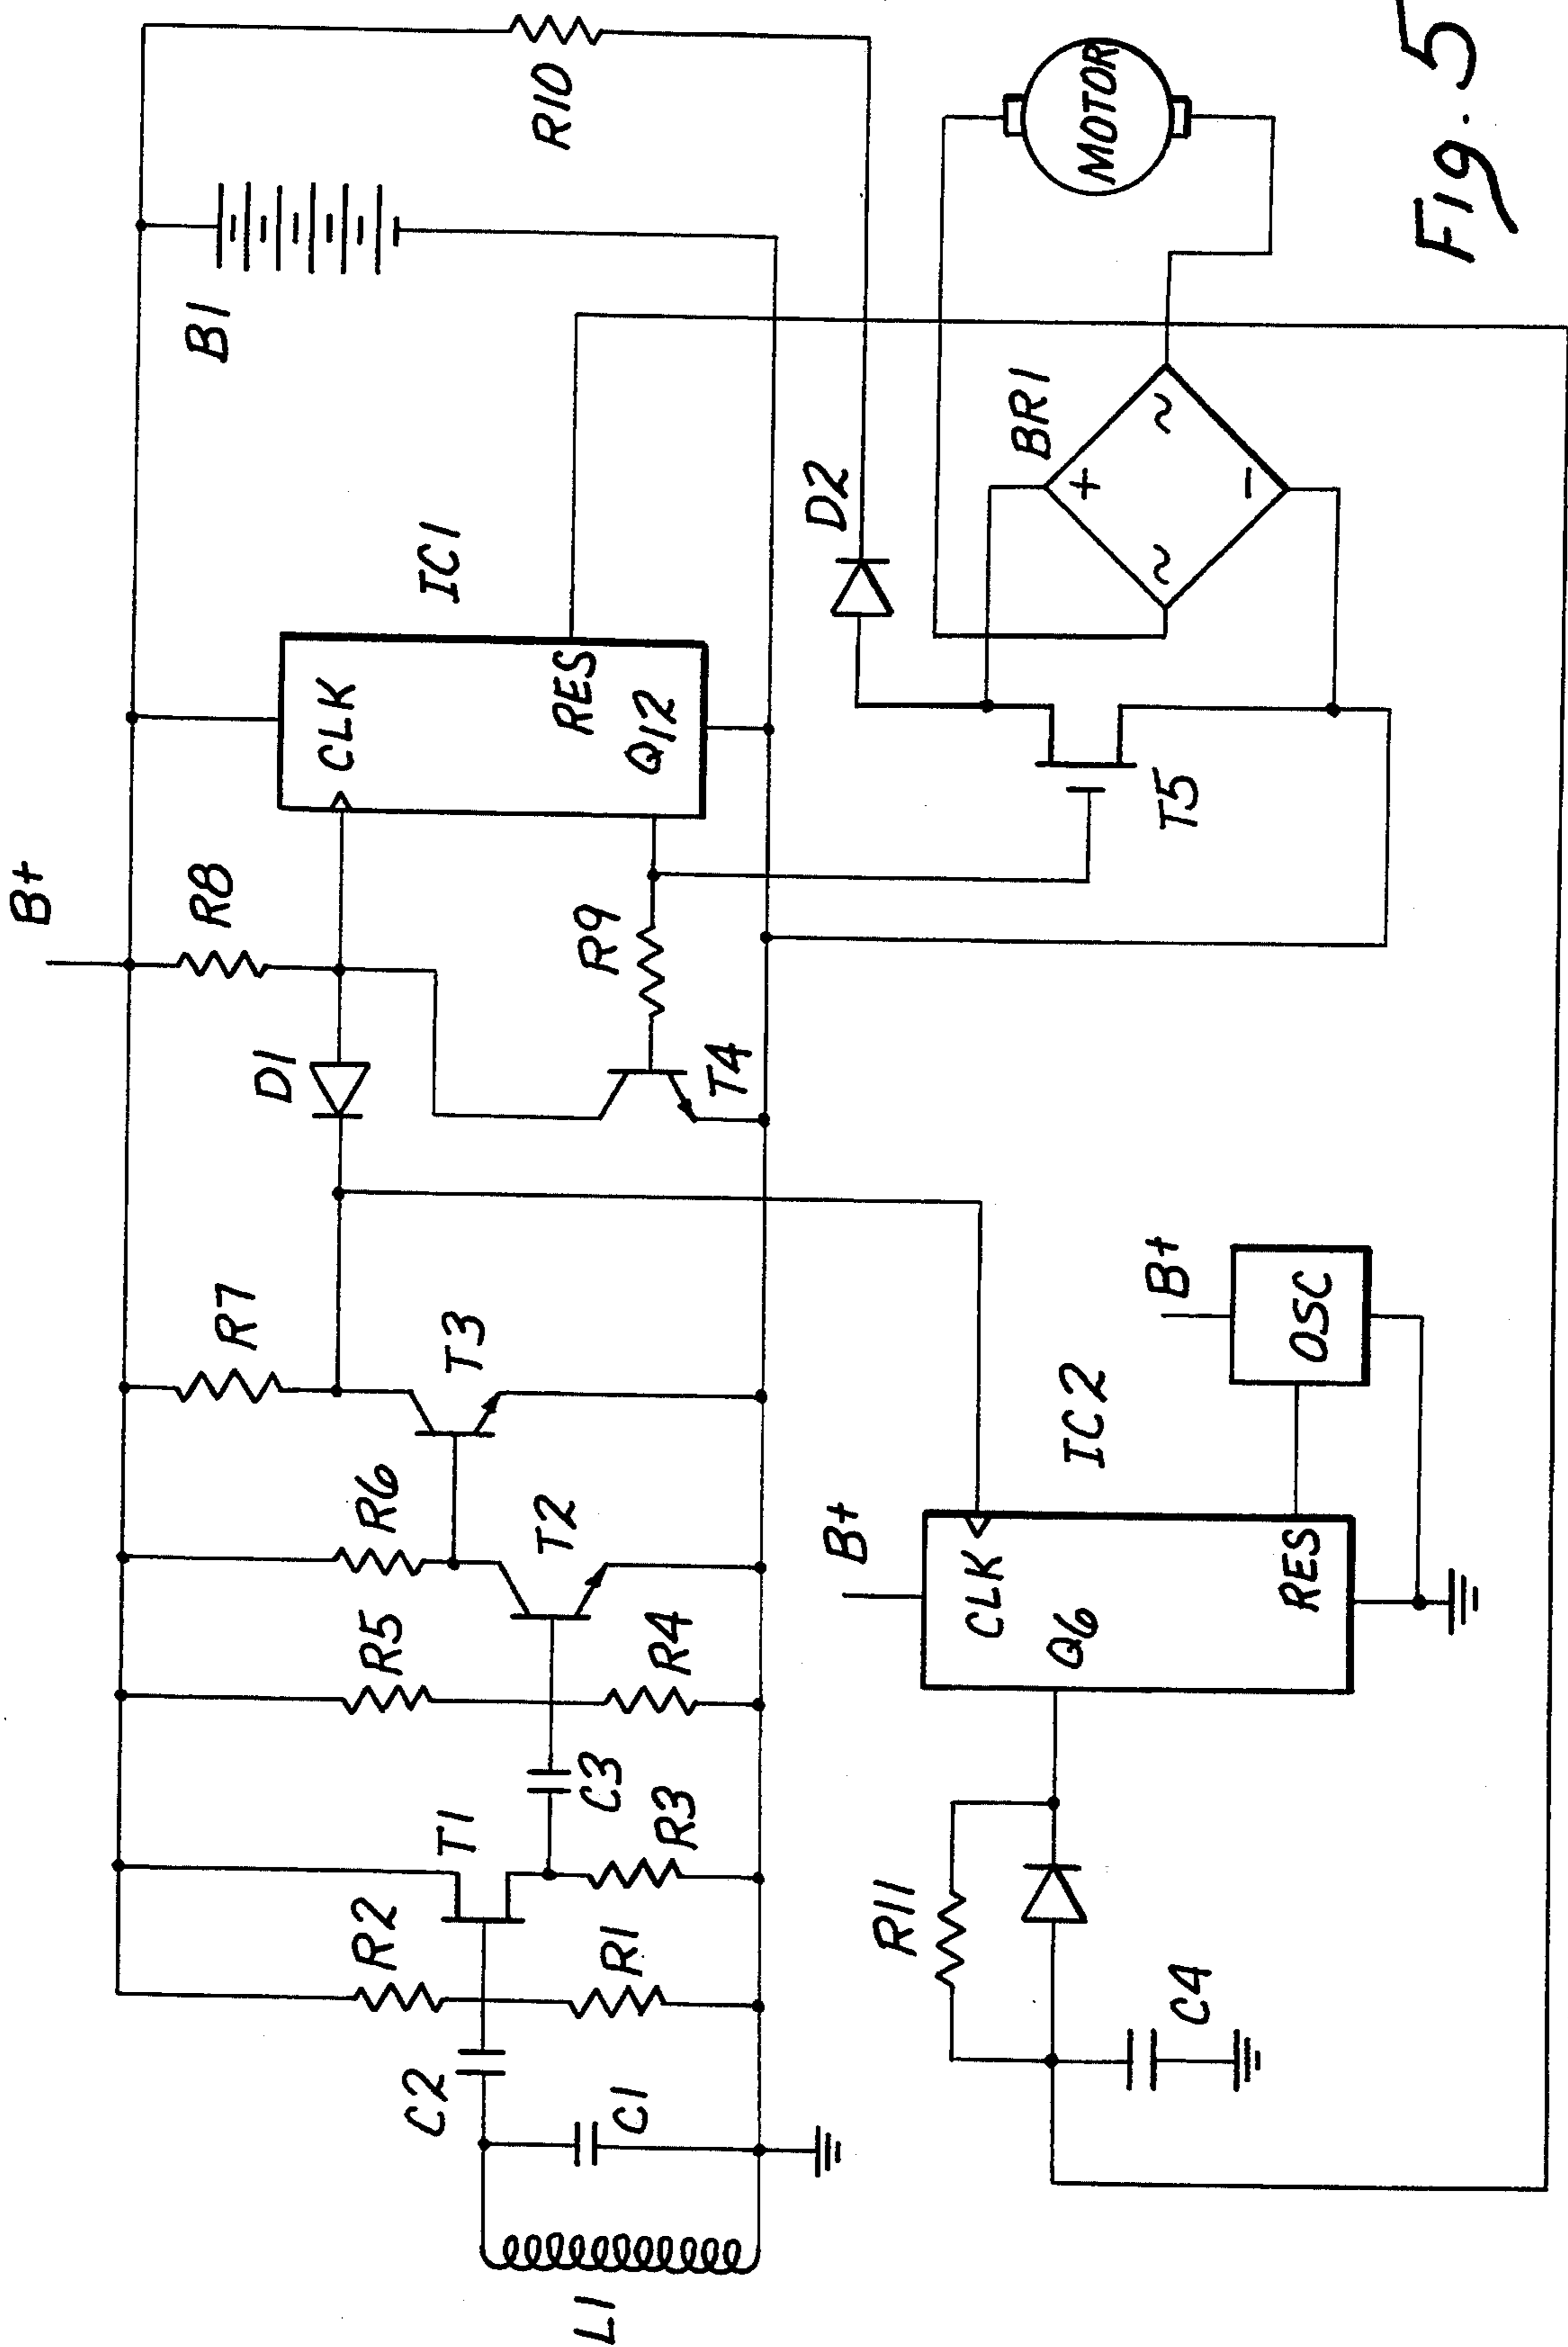 B+
R10
B1
R8
IC1
CLK
RES
Q12
D1
R9
T4
D2
BR1
+
~
~
−
MOTOR
T5
R7
T3
R6
T2
R5
R4
T1
C3
R3
R2
R1
C2
C1
L1
B+
IC2
CLK
Q6
RES
B+
OSC
R11
C4
Fig. 5